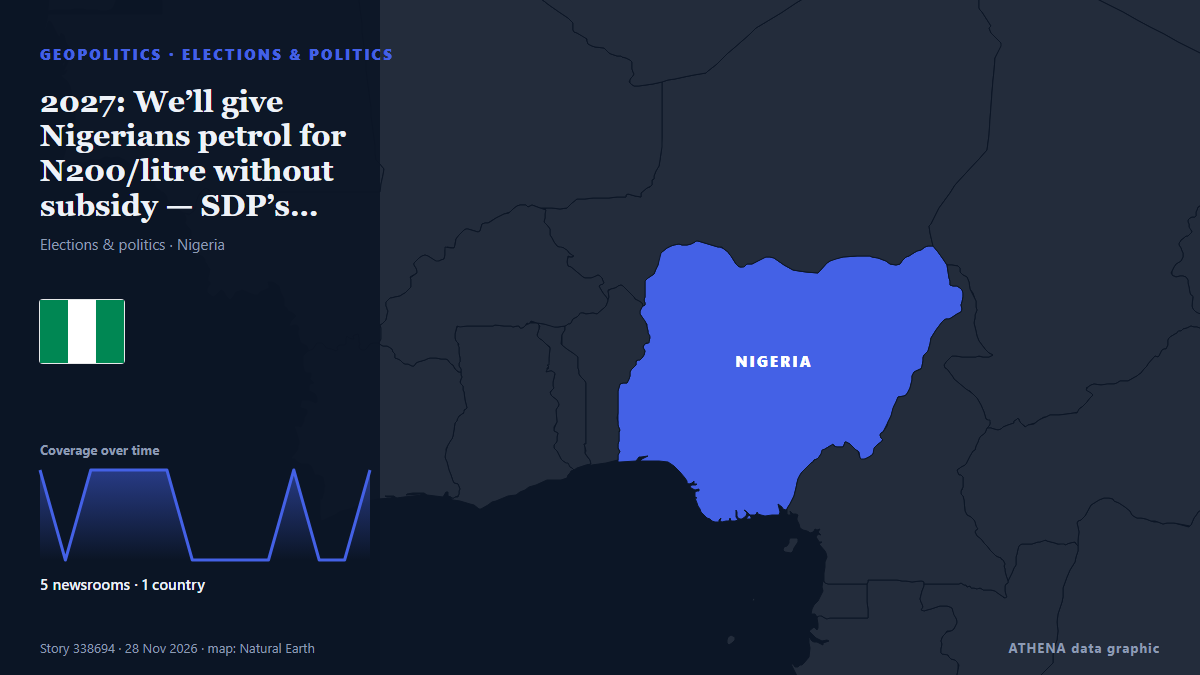 GEOPOLITICS · ELECTIONS & POLITICS
2027: We’ll give
Nigerians petrol for
N200/litre without
subsidy — SDP’s…
Elections & politics · Nigeria
NIGERIA
Coverage over time
5 newsrooms · 1 country
Story 338694 · 28 Nov 2026 · map: Natural Earth
ATHENA data graphic